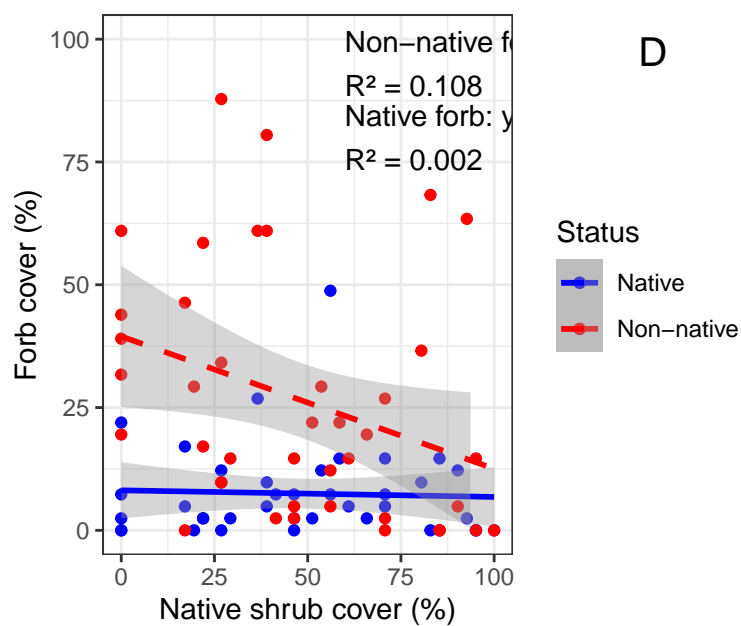 Non−native f
R² = 0.108
Native forb: y
R² = 0.002
D
100
75
50
25
0
Forb cover (%)
0 25 50 75 100
Native shrub cover (%)
Status
Native
Non−native